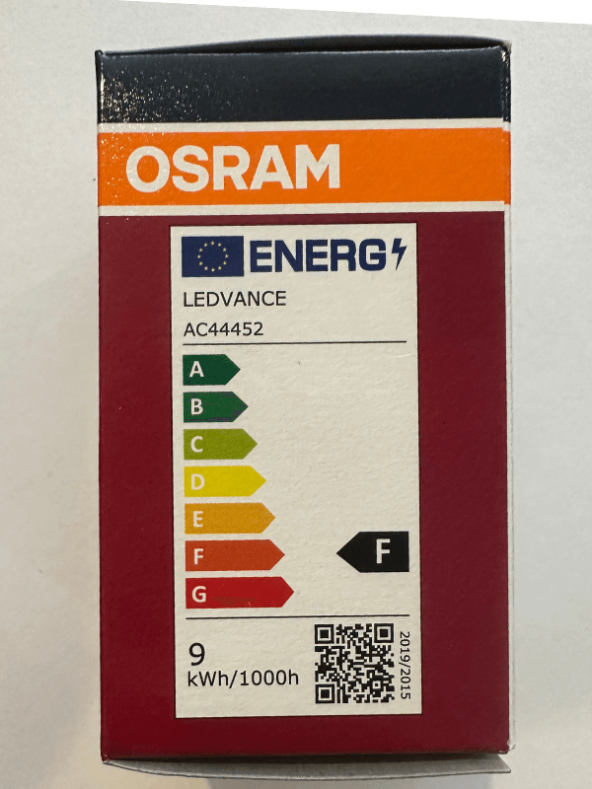 OSRAM
ENERG
LEDVANCE
AC44452
A
B
C
D
E
F
F
G
9
kWh/1000h
2019/2015